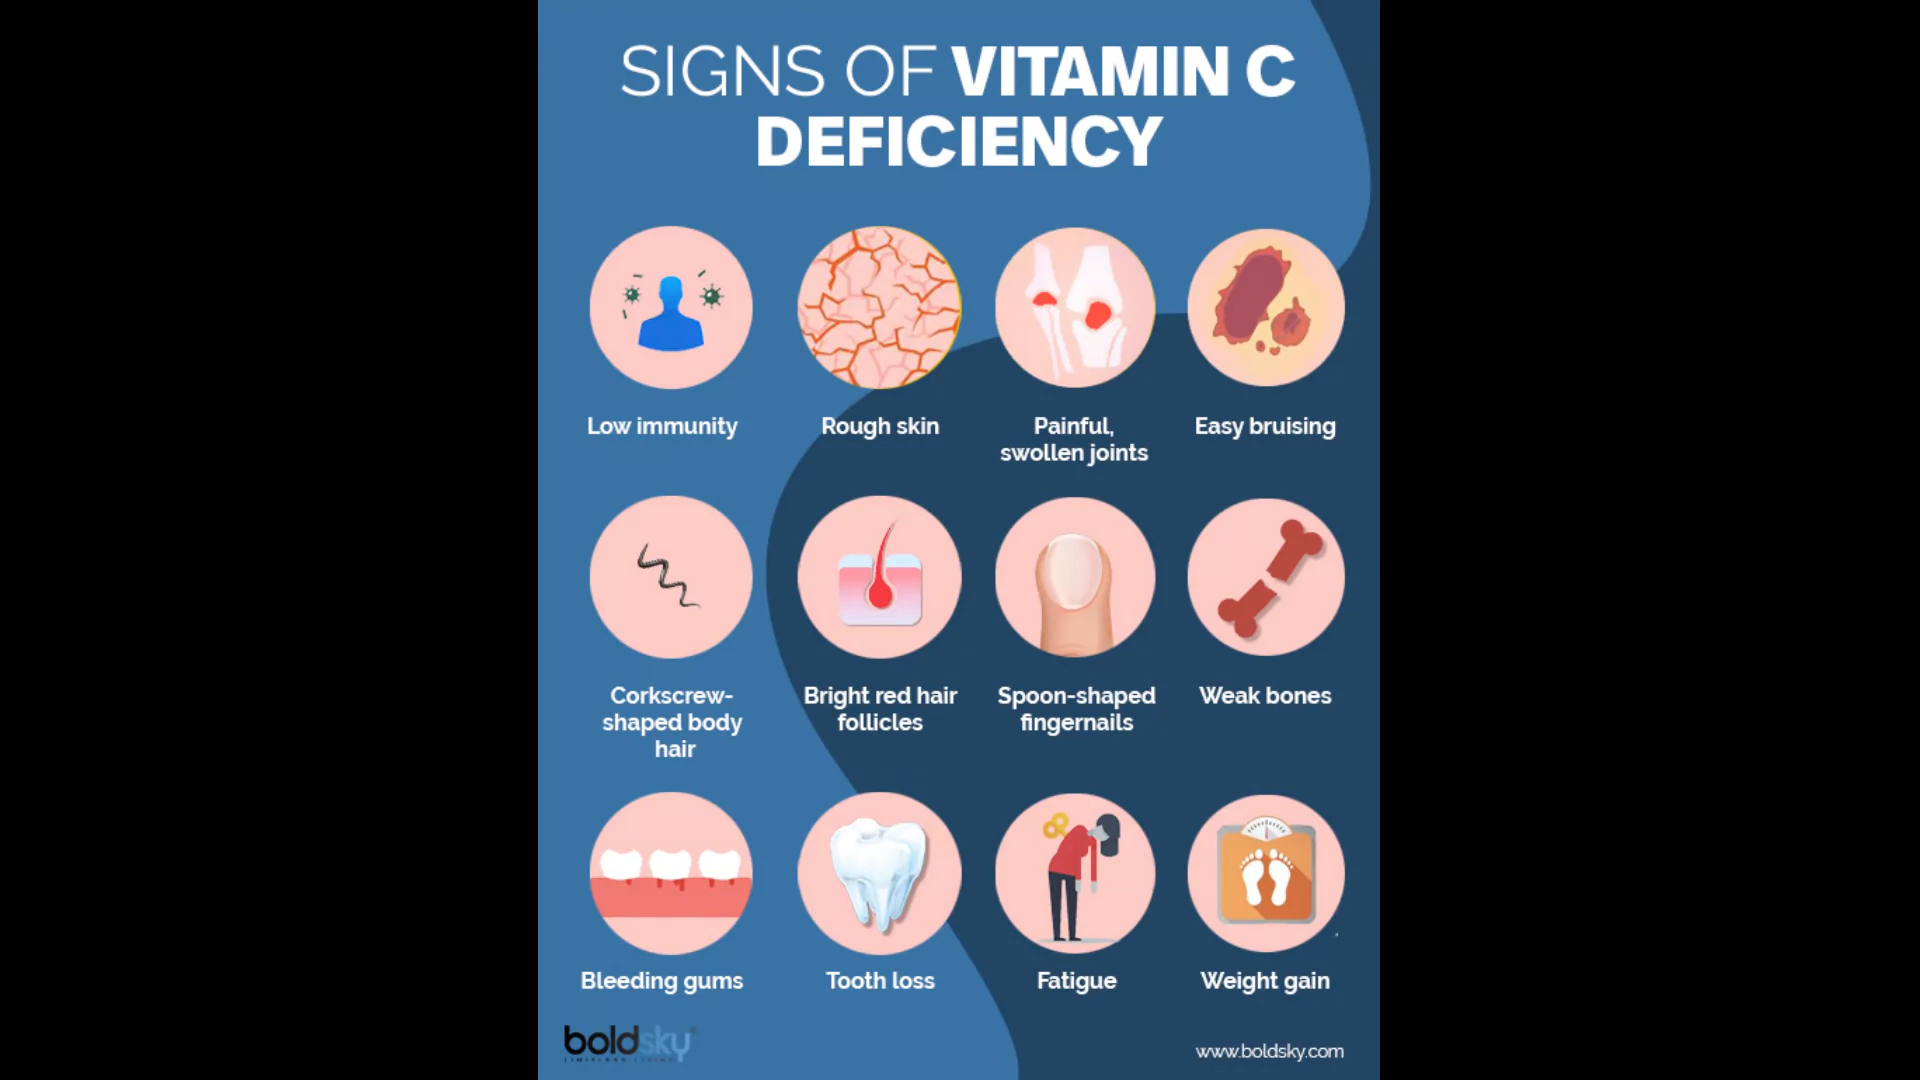 SIGNS OF VITAMIN C
DEFICIENCY
Low immunity
Rough skin
Painful,
swollen joints
Easy bruising
Corkscrew-
shaped body
hair
Bright red hair
follicles
Spoon-shaped
fingernails
Weak bones
Bleeding gums
Tooth loss
Fatigue
Weight gain
boldsky
www.boldsky.com